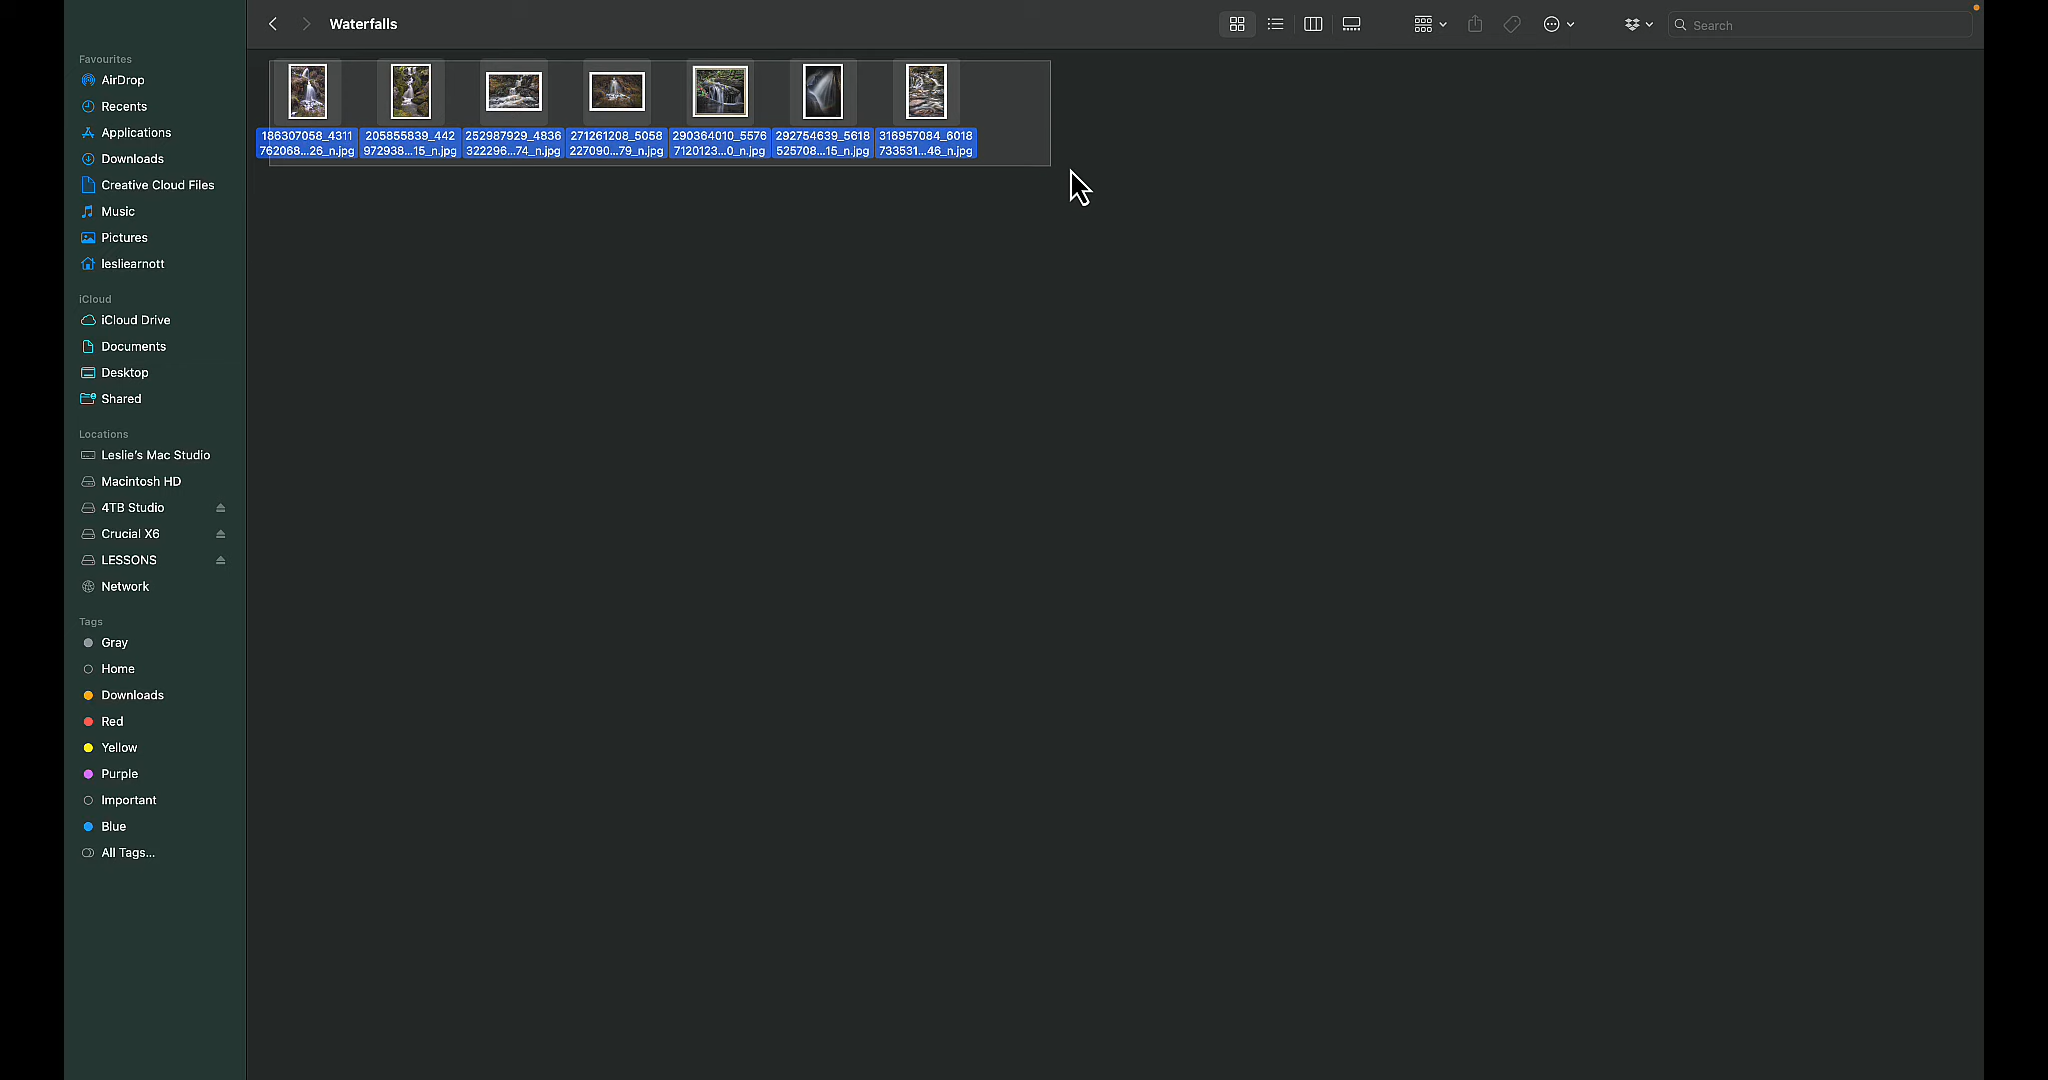 Waterfalls
Search
Favourites
AirDrop
Recents
Applications
Downloads
Creative Cloud Files
Music
Pictures
lesliearnott
iCloud
iCloud Drive
Documents
Desktop
Shared
Locations
Leslie's Mac Studio
Macintosh HD
4TB Studio
Crucial X6
LESSONS
Network
Tags
Gray
Home
Downloads
Red
Yellow
Purple
Important
Blue
All Tags...
186307058_4311
762068...26_n.jpg
205855839_442
972938...15_n.jpg
252987929_4836
322296...74_n.jpg
271261208_5058
227090...79_n.jpg
290364010_5576
7120123...0_n.jpg
292754639_5618
525708...15_n.jpg
316957084_6018
733531...46_n.jpg